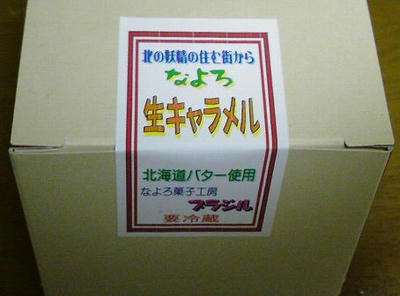 北の妖精の住む街から
なよろ
生キャラメル
北海道バター使用
なよろ菓子工房
ブラジル
要冷蔵